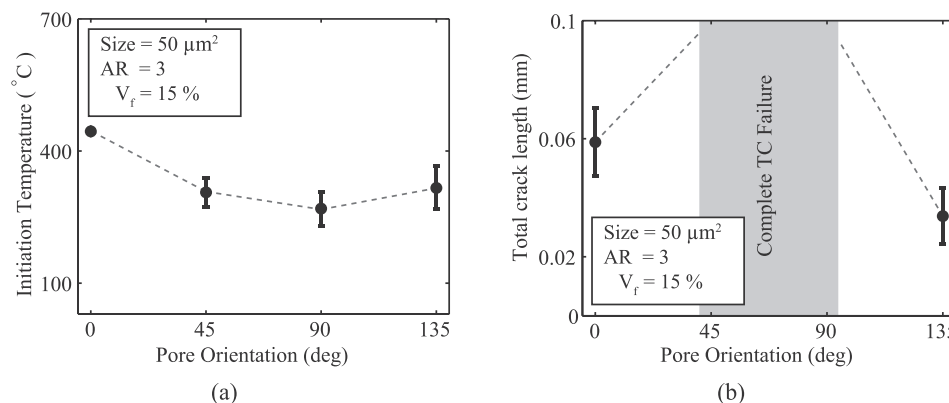 700
400
100
Initiation Temperature ( °C )
Size = 50 µm²
AR = 3
V_f = 15 %
0 45 90 135
Pore Orientation (deg)
(a)
0.1
0.06
0.02
0
Total crack length (mm)
Complete TC Failure
Size = 50 µm²
AR = 3
V_f = 15 %
0 45 90
Pore Orientation (deg)
(b)